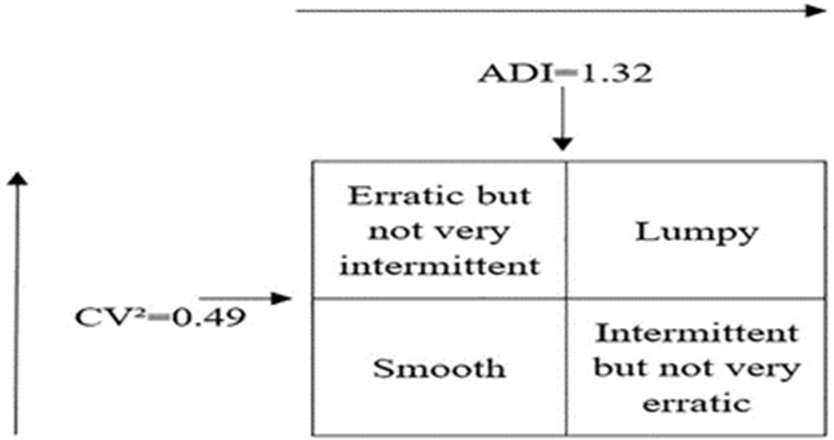 ADI=1.32
Erratic but
not very
intermittent
Lumpy
CV²=0.49
Smooth
Intermittent
but not very
erratic